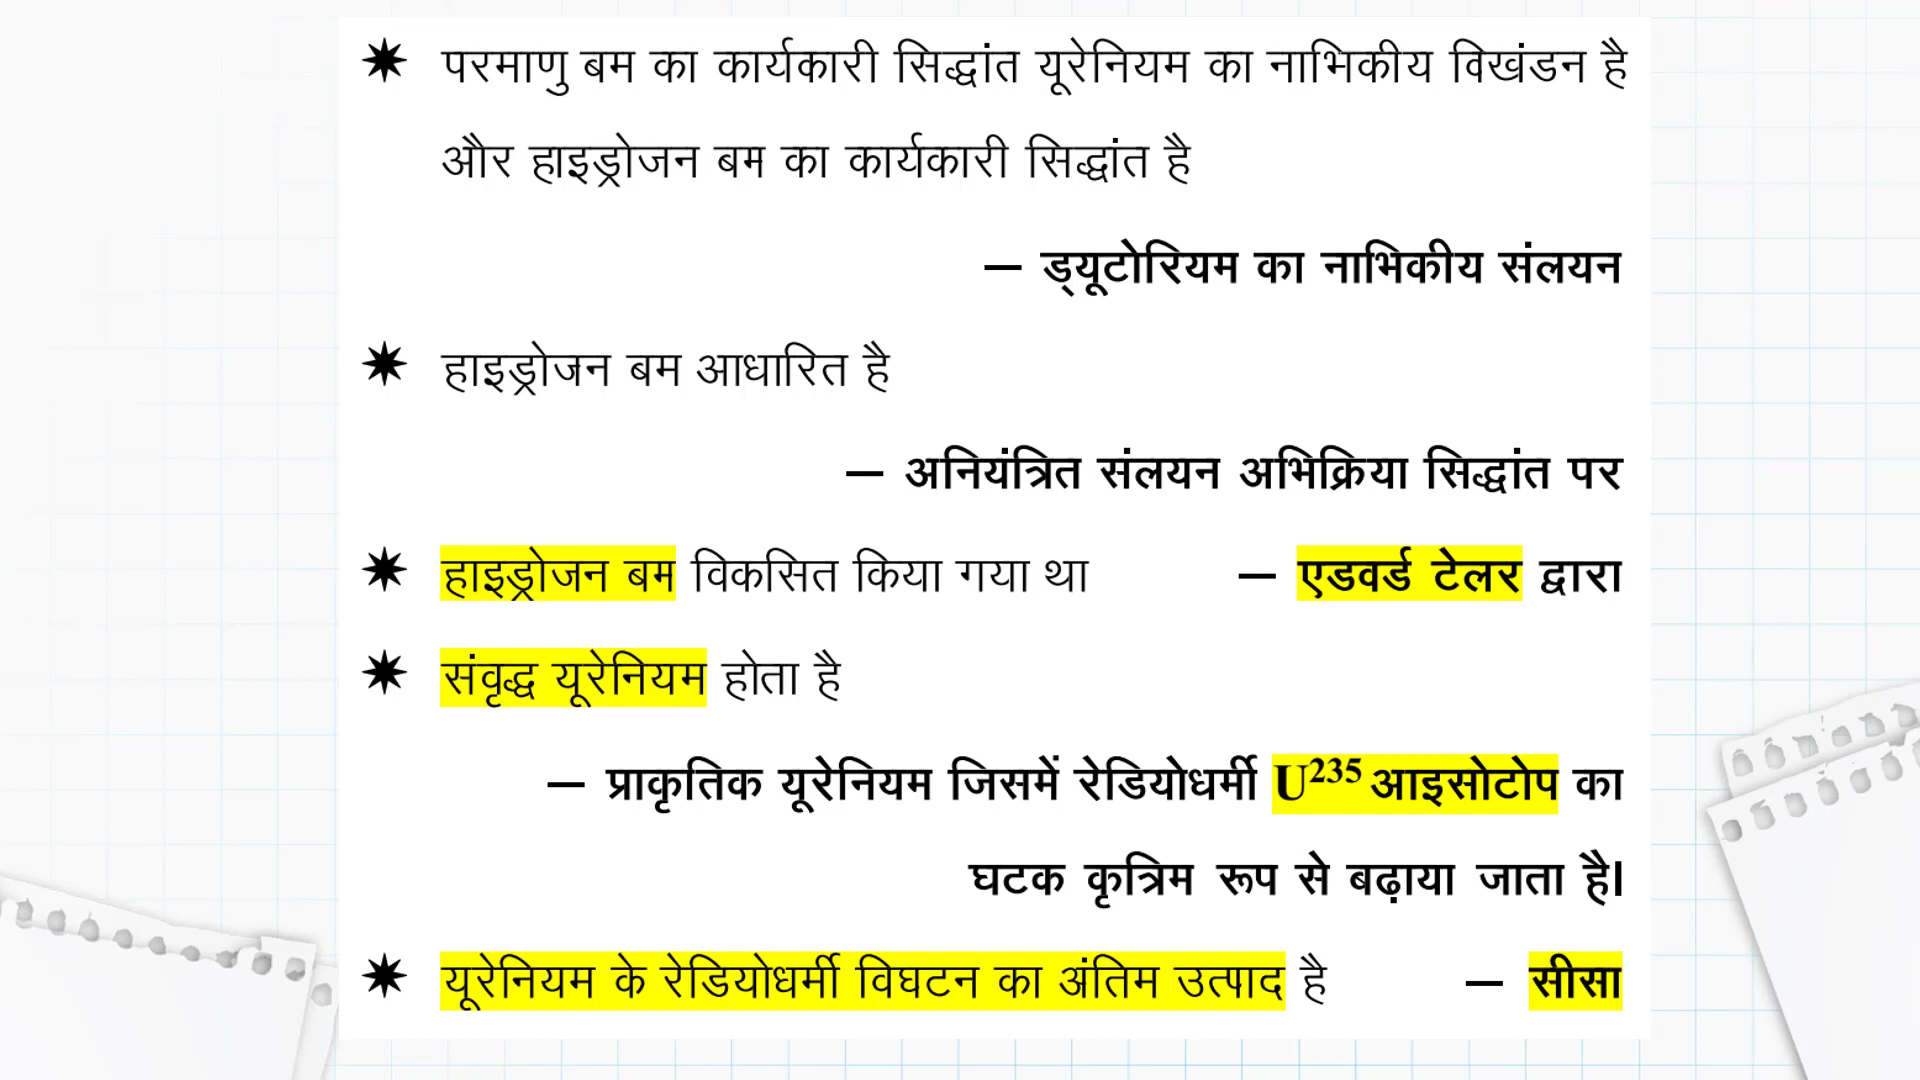 ✷ परमाणु बम का कार्यकारी सिद्धांत यूरेनियम का नाभिकीय विखंडन है
और हाइड्रोजन बम का कार्यकारी सिद्धांत है
— ड्यूटोरियम का नाभिकीय संलयन
✷ हाइड्रोजन बम आधारित है
— अनियंत्रित संलयन अभिक्रिया सिद्धांत पर
✷ हाइड्रोजन बम विकसित किया गया था — एडवर्ड टेलर द्वारा
✷ संवृद्ध यूरेनियम होता है
— प्राकृतिक यूरेनियम जिसमें रेडियोधर्मी U²³⁵ आइसोटोप का
घटक कृत्रिम रूप से बढ़ाया जाता है।
✷ यूरेनियम के रेडियोधर्मी विघटन का अंतिम उत्पाद है — सीसा